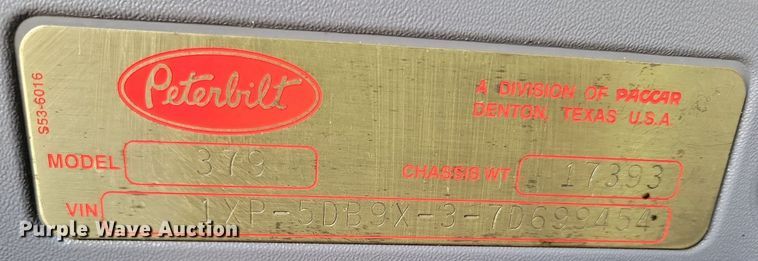 S53-6016
Peterbilt
A DIVISION OF PACCAR
DENTON, TEXAS U.S.A.
MODEL 379
CHASSIS WT 17393
VIN 1XP-5DB9X-3-7D699454
Purple Wave Auction